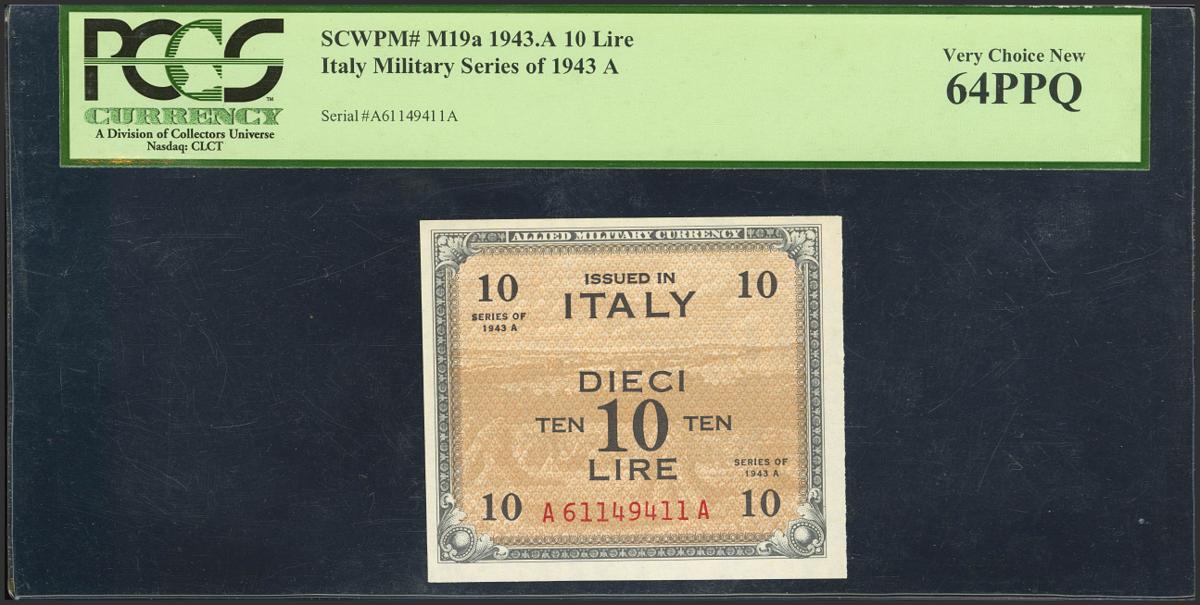 PCGS
CURRENCY
A Division of Collectors Universe
Nasdaq: CLCT
SCWPM# M19a 1943.A 10 Lire
Italy Military Series of 1943 A
Serial #A61149411A
Very Choice New
64PPQ
ALLIED MILITARY CURRENCY
10 ISSUED IN 10
ITALY
SERIES OF
1943 A
DIECI
TEN 10 TEN
LIRE
SERIES OF
1943 A
10 A 61149411 A 10